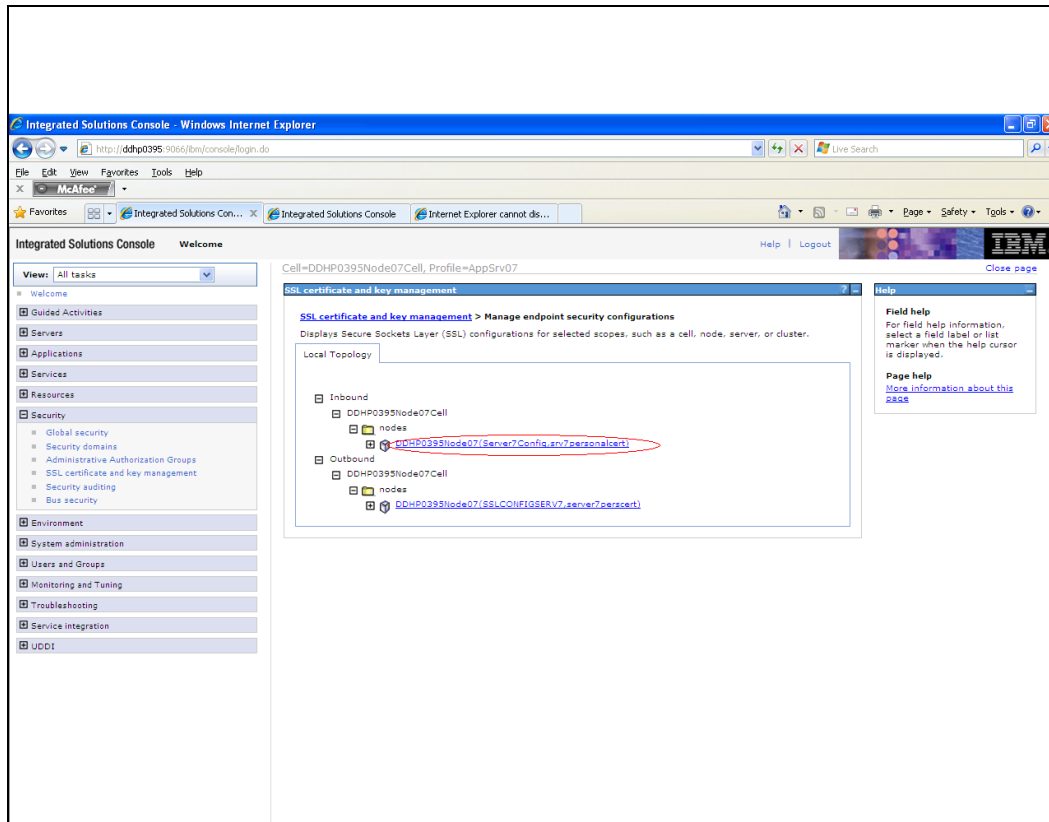 Integrated Solutions Console - Windows Internet Explorer
http://ddhp0395:9066/ibm/console/login.do
Live Search
File Edit View Favorites Tools Help
X McAfee
Favorites Integrated Solutions Con... X Integrated Solutions Console Internet Explorer cannot dis... Page Safety Tools
Integrated Solutions Console Welcome Help | Logout IBM
Cell=DDHP0395Node07Cell, Profile=AppSrv07 Close page
View: All tasks
Welcome
Guided Activities
Servers
Applications
Services
Resources
Security
Global security
Security domains
Administrative Authorization Groups
SSL certificate and key management
Security auditing
Bus security
Environment
System administration
Users and Groups
Monitoring and Tuning
Troubleshooting
Service integration
UDDI
SSL certificate and key management ? -
SSL certificate and key management > Manage endpoint security configurations
Displays Secure Sockets Layer (SSL) configurations for selected scopes, such as a cell, node, server, or cluster.
Local Topology
Inbound
DDHP0395Node07Cell
nodes
DDHP0395Node07(Server7Config,srv7personalcert)
Outbound
DDHP0395Node07Cell
nodes
DDHP0395Node07(SSLCONFIGSERV7,server7perscert)
Help -
Field help
For field help information,
select a field label or list
marker when the help cursor
is displayed.
Page help
More information about this
page